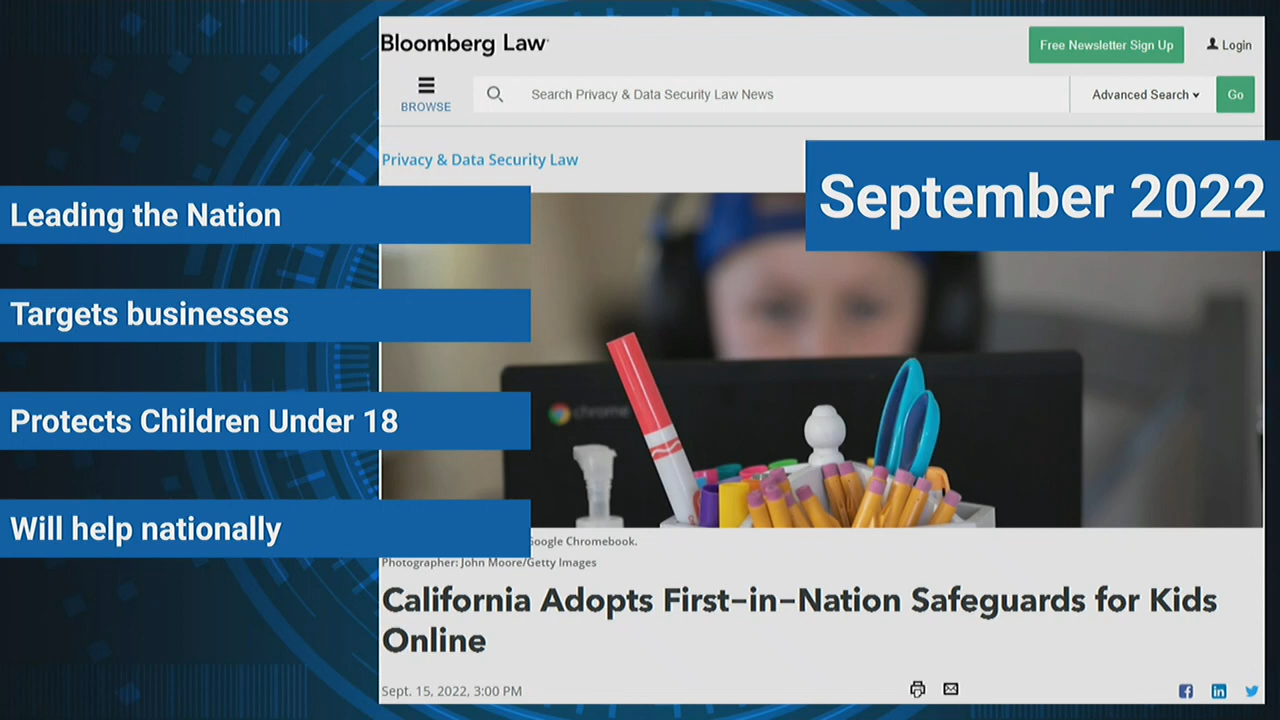 Bloomberg Law
Free Newsletter Sign Up
Login
BROWSE
Search Privacy & Data Security Law News
Advanced Search
Go
Privacy & Data Security Law
September 2022
Leading the Nation
Targets businesses
Protects Children Under 18
Will help nationally
chrome
Google Chromebook.
Photographer: John Moore/Getty Images
California Adopts First-in-Nation Safeguards for Kids
Online
Sept. 15, 2022, 3:00 PM